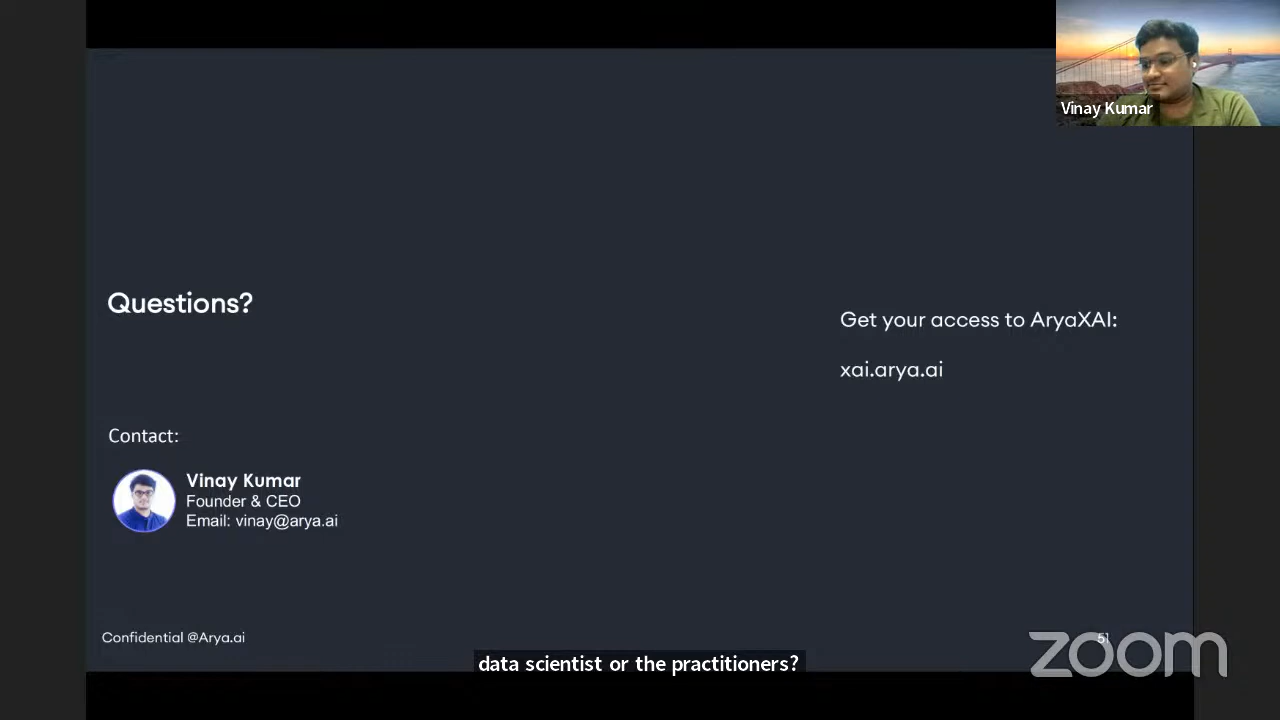 Vinay Kumar
Questions?
Get your access to AryaXAI:
xai.arya.ai
Contact:
Vinay Kumar
Founder & CEO
Email: vinay@arya.ai
Confidential @Arya.ai
51
zoom
data scientist or the practitioners?